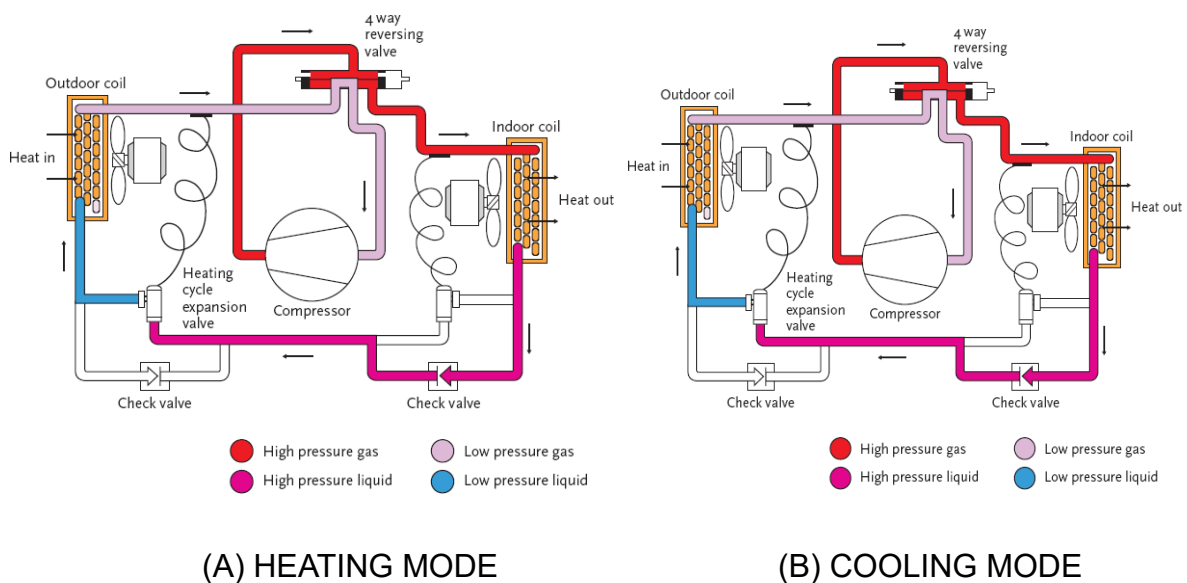 4 way
reversing
valve
Outdoor coil
Indoor coil
Heat in
Heat out
Heating
cycle
expansion
valve
Compressor
Check valve
Check valve
High pressure gas
Low pressure gas
High pressure liquid
Low pressure liquid
(A) HEATING MODE
4 way
reversing
valve
Outdoor coil
Indoor coil
Heat in
Heat out
Heating
cycle
expansion
valve
Compressor
Check valve
Check valve
High pressure gas
Low pressure gas
High pressure liquid
Low pressure liquid
(B) COOLING MODE